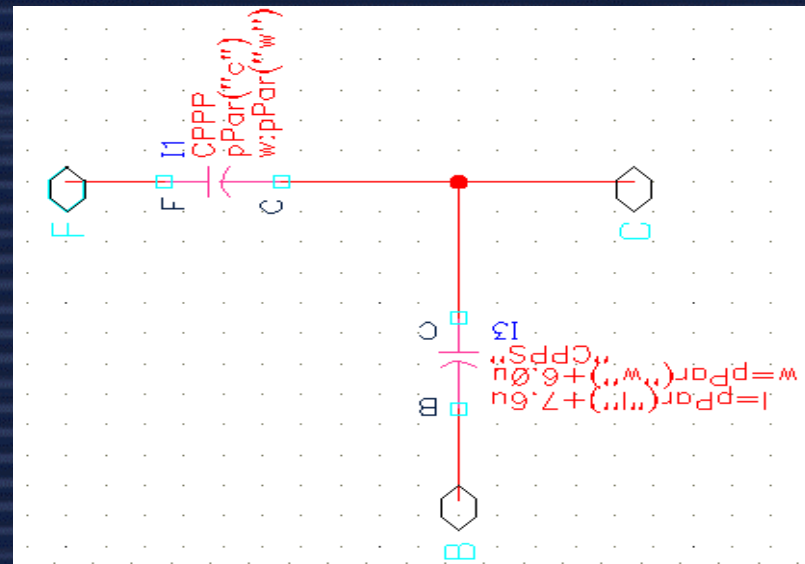 I1
CPPP
pPar("c")
w:pPar("w")
F
C
F
C
C
I3
"CPPS"
w=pPar("w")+6.0u
l=pPar("l")+7.6u
B
B